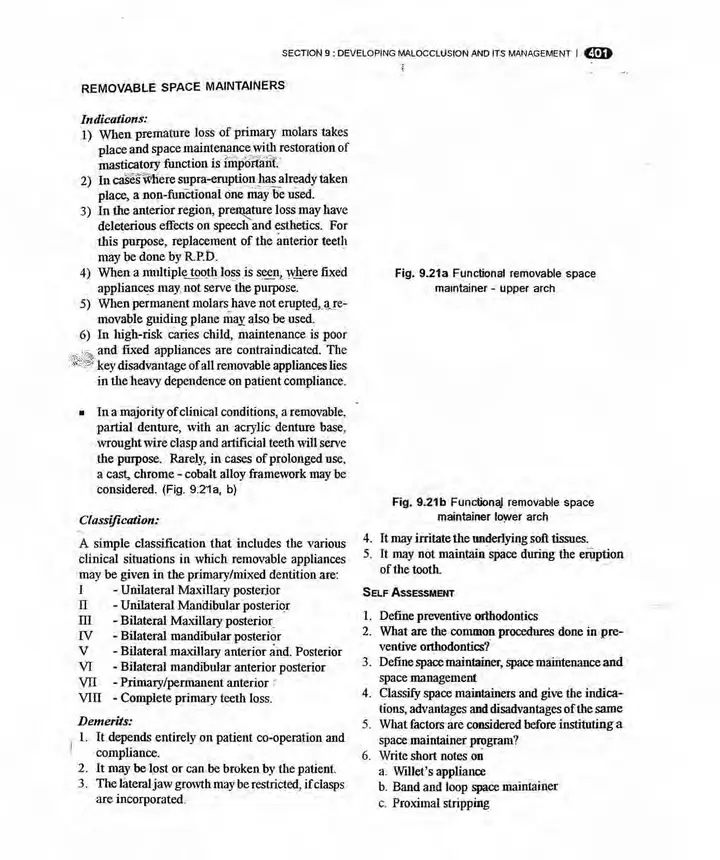 SECTION 9 : DEVELOPING MALOCCLUSION AND ITS MANAGEMENT | 401
REMOVABLE SPACE MAINTAINERS
Indications:
1) When premature loss of primary molars takes
place and space maintenance with restoration of
masticatory function is important.
2) In cases where supra-eruption has already taken
place, a non-functional one may be used.
3) In the anterior region, premature loss may have
deleterious effects on speech and esthetics. For
this purpose, replacement of the anterior teeth
may be done by R.P.D.
4) When a multiple tooth loss is seen, where fixed
appliances may not serve the purpose.
5) When permanent molars have not erupted, a re-
movable guiding plane may also be used.
6) In high-risk caries child, maintenance is poor
and fixed appliances are contraindicated. The
key disadvantage of all removable appliances lies
in the heavy dependence on patient compliance.
■ In a majority of clinical conditions, a removable,
partial denture, with an acrylic denture base,
wrought wire clasp and artificial teeth will serve
the purpose. Rarely, in cases of prolonged use,
a cast, chrome - cobalt alloy framework may be
considered. (Fig. 9.21a, b)
Classification:
A simple classification that includes the various
clinical situations in which removable appliances
may be given in the primary/mixed dentition are:
I - Unilateral Maxillary posterior
II - Unilateral Mandibular posterior
III - Bilateral Maxillary posterior
IV - Bilateral mandibular posterior
V - Bilateral maxillary anterior and. Posterior
VI - Bilateral mandibular anterior posterior
VII - Primary/permanent anterior
VIII - Complete primary teeth loss.
Demerits:
1. It depends entirely on patient co-operation and
compliance.
2. It may be lost or can be broken by the patient.
3. The lateral jaw growth may be restricted, if clasps
are incorporated.
Fig. 9.21a Functional removable space
maintainer - upper arch
Fig. 9.21b Functional removable space
maintainer lower arch
4. It may irritate the underlying soft tissues.
5. It may not maintain space during the eruption
of the tooth.
SELF ASSESSMENT
1. Define preventive orthodontics
2. What are the common procedures done in pre-
ventive orthodontics?
3. Define space maintainer, space maintenance and
space management
4. Classify space maintainers and give the indica-
tions, advantages and disadvantages of the same
5. What factors are considered before instituting a
space maintainer program?
6. Write short notes on
a. Willet's appliance
b. Band and loop space maintainer
c. Proximal stripping